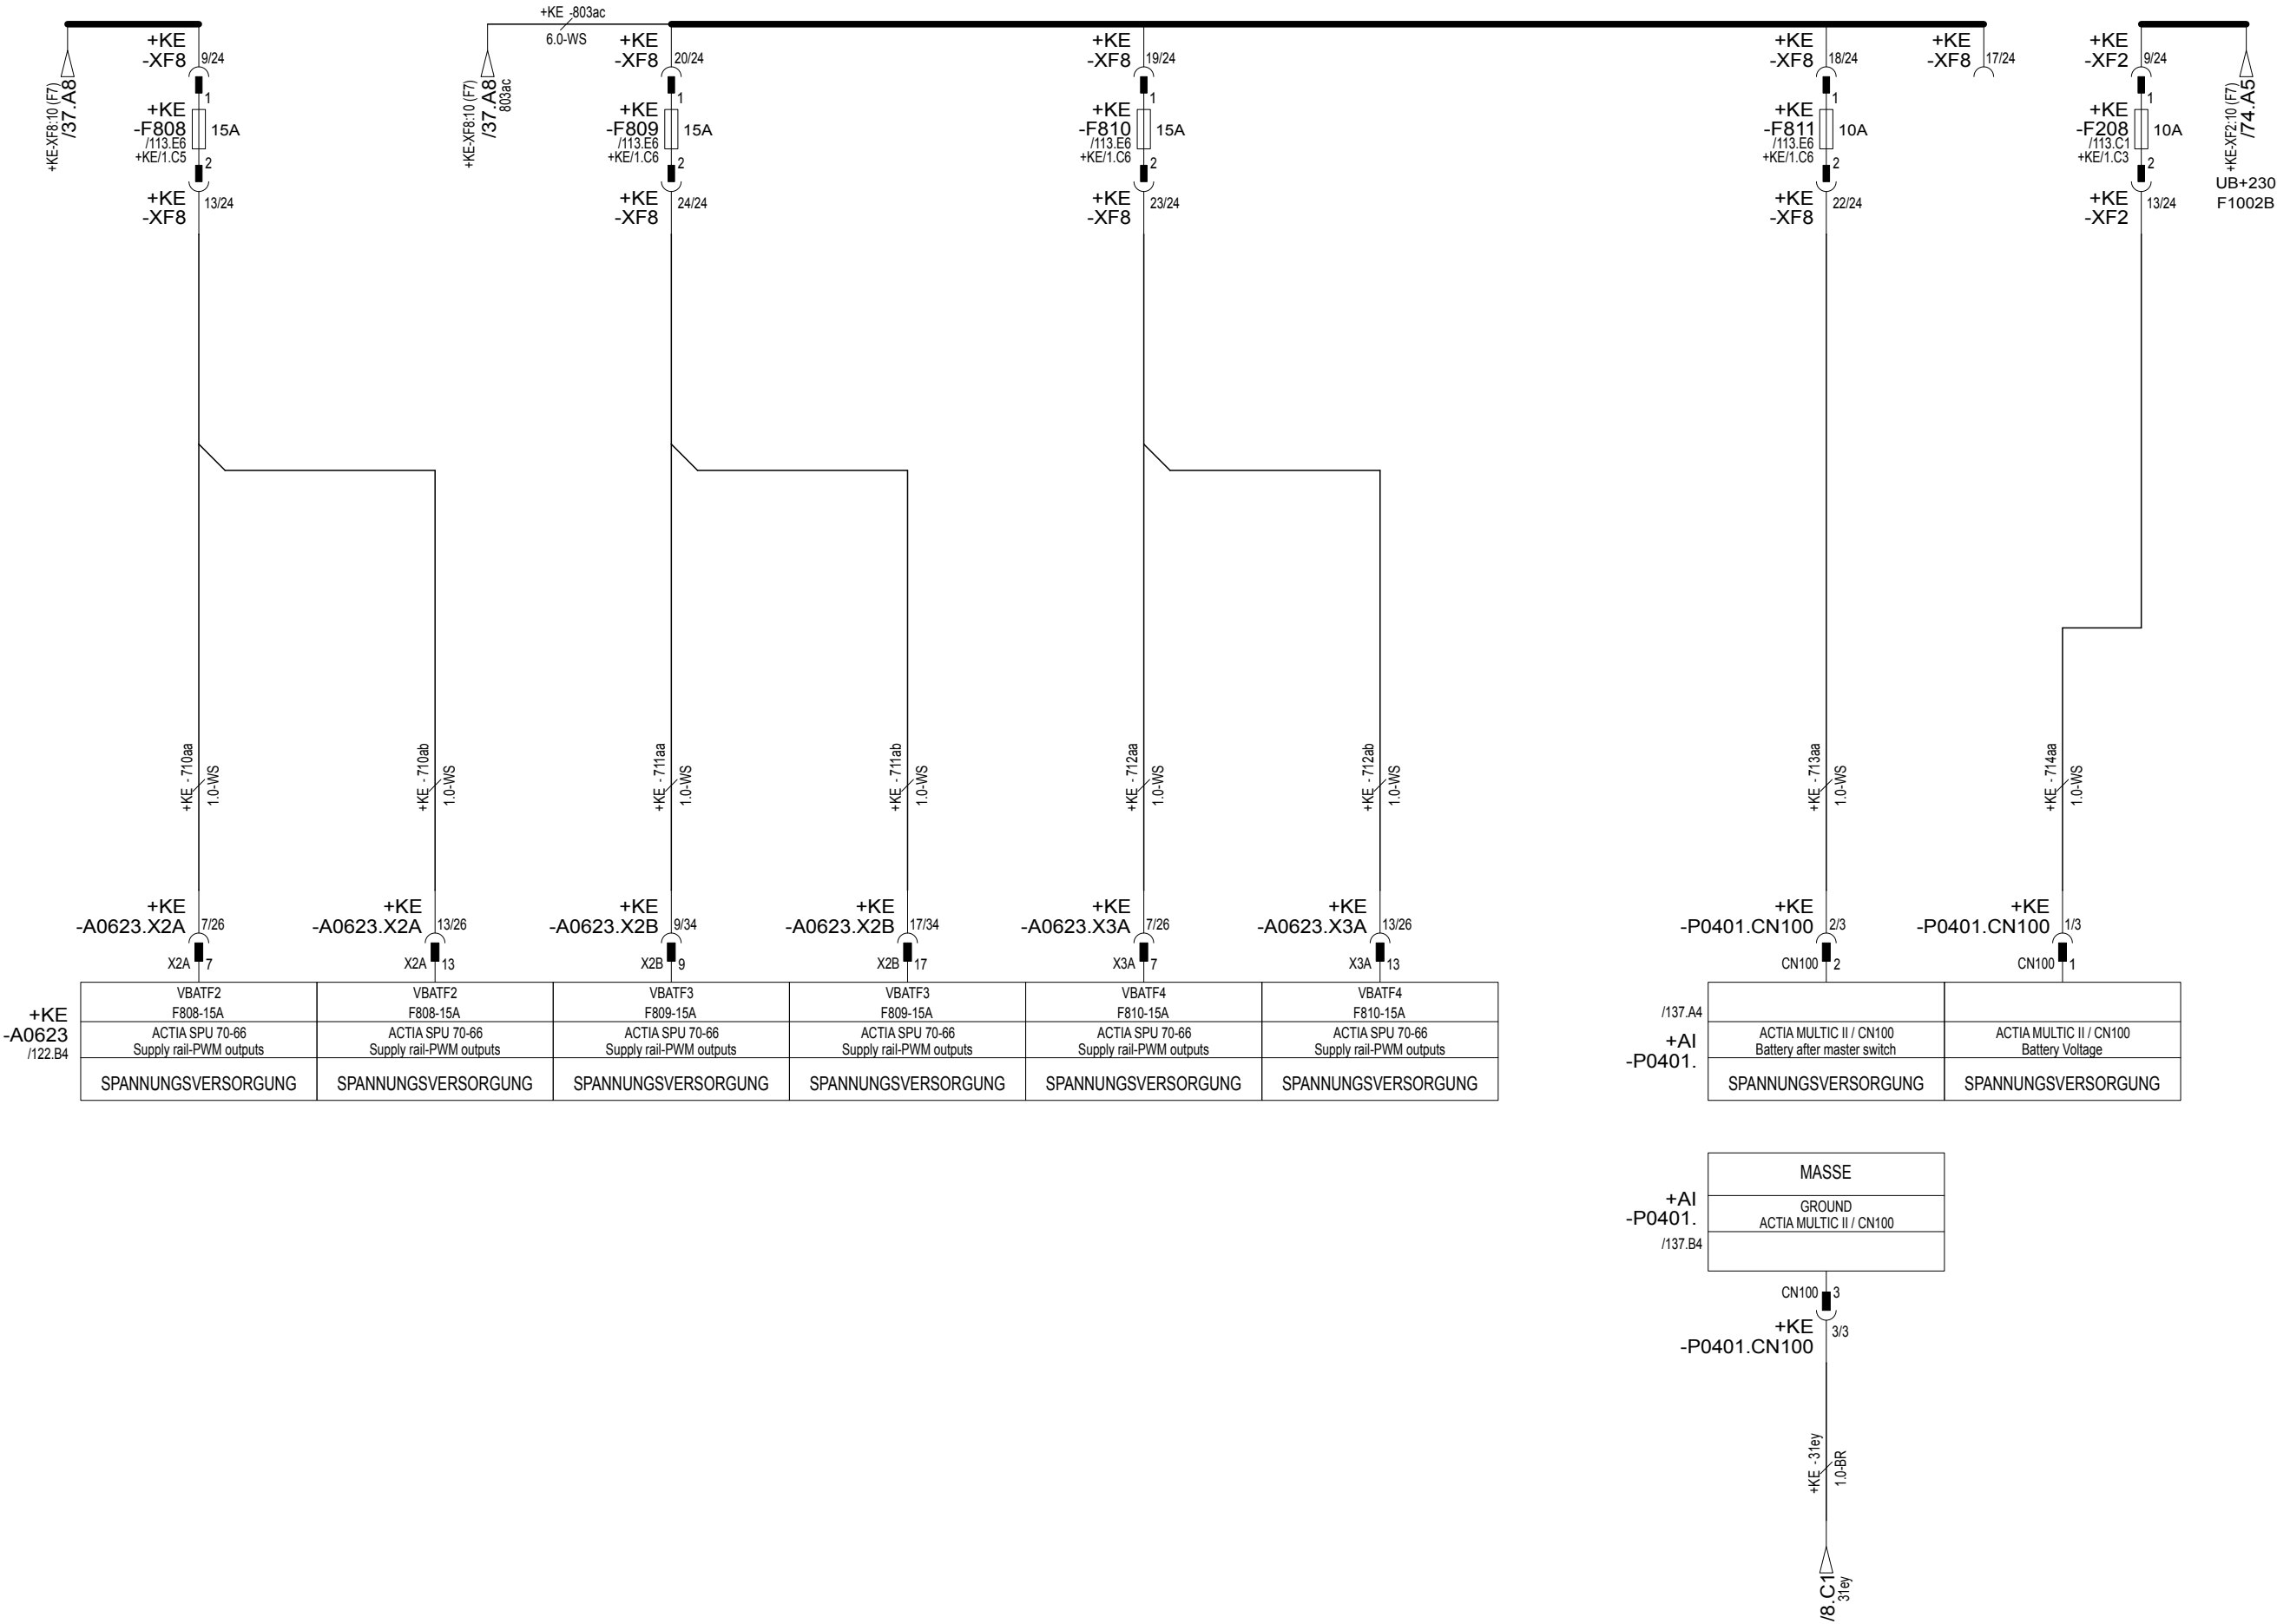 +KE -803ac
6.0-WS
+KE-XF8:10 (F7)
/37.A8
+KE
-XF8
9/24
1
+KE
-F808
/113.E6
+KE/1.C5
15A
2
+KE
-XF8
13/24
+KE-XF8:10 (F7)
/37.A8
803ac
+KE
-XF8
20/24
1
+KE
-F809
/113.E6
+KE/1.C6
15A
2
+KE
-XF8
24/24
+KE
-XF8
19/24
1
+KE
-F810
/113.E6
+KE/1.C6
15A
2
+KE
-XF8
23/24
+KE
-XF8
18/24
1
+KE
-F811
/113.E6
+KE/1.C6
10A
2
+KE
-XF8
22/24
+KE
-XF8
17/24
+KE
-XF2
9/24
1
+KE
-F208
/113.C1
+KE/1.C3
10A
2
+KE
-XF2
13/24
+KE-XF2:10 (F7)
/74.A5
UB+230
F1002B
+KE - 710aa
1.0-WS
+KE - 710ab
1.0-WS
+KE - 711aa
1.0-WS
+KE - 711ab
1.0-WS
+KE - 712aa
1.0-WS
+KE - 712ab
1.0-WS
+KE - 713aa
1.0-WS
+KE - 714aa
1.0-WS
+KE
-A0623.X2A
7/26
X2A
7
+KE
-A0623.X2A
13/26
X2A
13
+KE
-A0623.X2B
9/34
X2B
9
+KE
-A0623.X2B
17/34
X2B
17
+KE
-A0623.X3A
7/26
X3A
7
+KE
-A0623.X3A
13/26
X3A
13
+KE
-P0401.CN100
2/3
CN100
2
+KE
-P0401.CN100
1/3
CN100
1
+KE
-A0623
/122.B4
VBATF2
F808-15A
ACTIA SPU 70-66
Supply rail-PWM outputs
SPANNUNGSVERSORGUNG
VBATF2
F808-15A
ACTIA SPU 70-66
Supply rail-PWM outputs
SPANNUNGSVERSORGUNG
VBATF3
F809-15A
ACTIA SPU 70-66
Supply rail-PWM outputs
SPANNUNGSVERSORGUNG
VBATF3
F809-15A
ACTIA SPU 70-66
Supply rail-PWM outputs
SPANNUNGSVERSORGUNG
VBATF4
F810-15A
ACTIA SPU 70-66
Supply rail-PWM outputs
SPANNUNGSVERSORGUNG
VBATF4
F810-15A
ACTIA SPU 70-66
Supply rail-PWM outputs
SPANNUNGSVERSORGUNG
/137.A4
+AI
-P0401.
ACTIA MULTIC II / CN100
Battery after master switch
SPANNUNGSVERSORGUNG
ACTIA MULTIC II / CN100
Battery Voltage
SPANNUNGSVERSORGUNG
+AI
-P0401.
/137.B4
MASSE
GROUND
ACTIA MULTIC II / CN100
CN100
3
+KE
-P0401.CN100
3/3
+KE - 31ey
1.0-BR
/8.C1
31ey